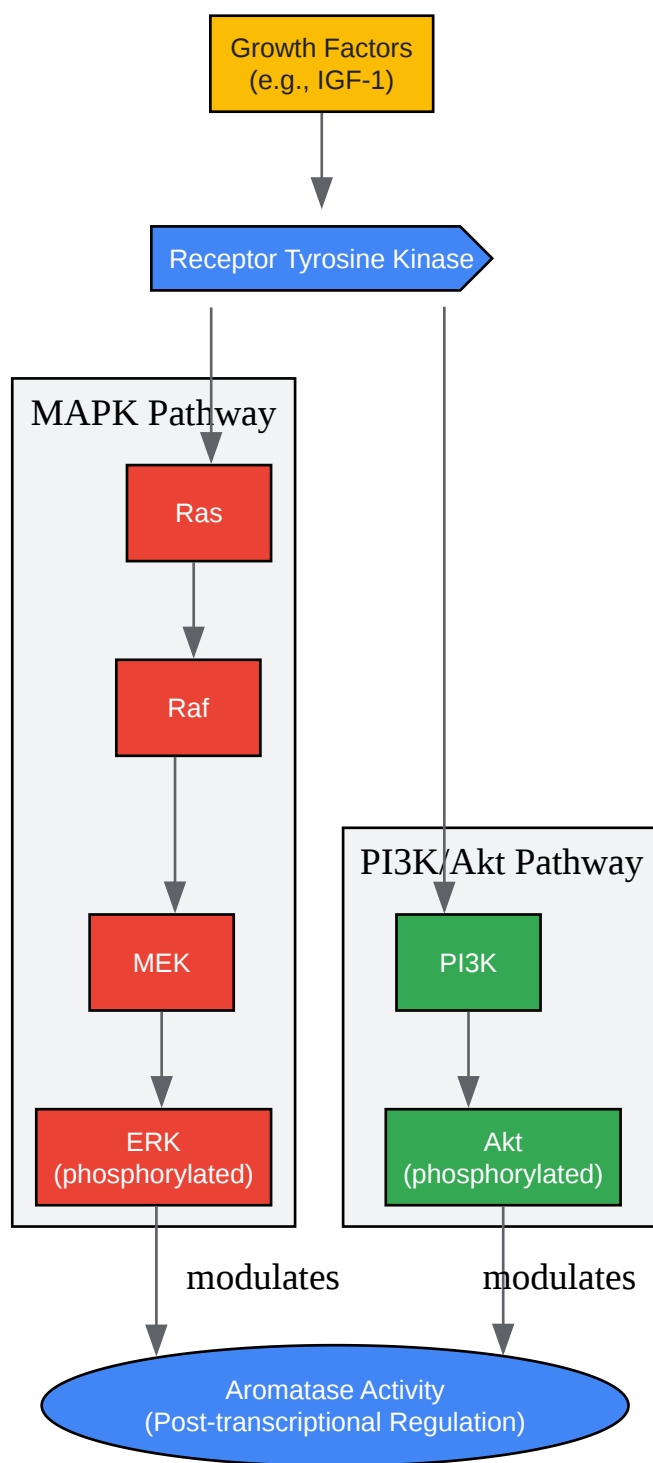 Growth Factors
(e.g., IGF-1)
Receptor Tyrosine Kinase
MAPK Pathway
Ras
Raf
MEK
ERK
(phosphorylated)
PI3K/Akt Pathway
PI3K
Akt
(phosphorylated)
modulates
modulates
Aromatase Activity
(Post-transcriptional Regulation)